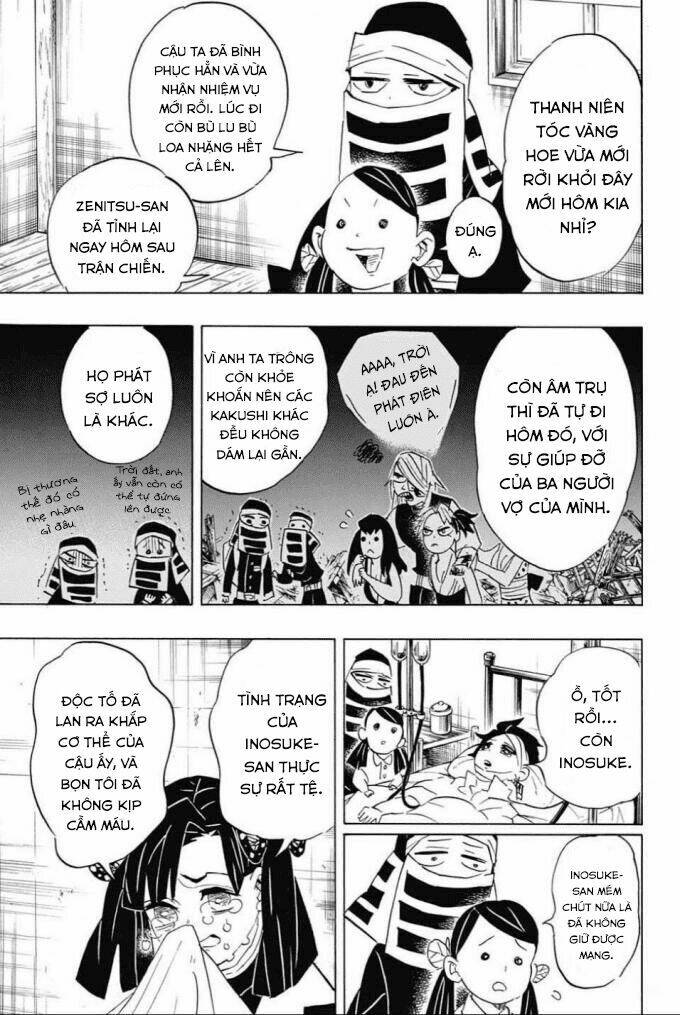 THANH NIÊN
TÓC VÀNG
HOE VỪA MỚI
RỜI KHỎI ĐÂY
MỚI HÔM KIA
NHỈ?
CẬU TA ĐÃ BÌNH
PHỤC HẲN VÀ VỪA
NHẬN NHIỆM VỤ
MỚI RỒI. LÚC ĐI
CÒN BÙ LU BÙ
LOA NHẶNG HẾT
CẢ LÊN.
ĐÚNG
Ạ.
ZENITSU-SAN
ĐÃ TỈNH LẠI
NGAY HÔM SAU
TRẬN CHIẾN.
CÒN ÂM TRỤ
THÌ ĐÃ TỰ ĐI
HÔM ĐÓ, VỚI
SỰ GIÚP ĐỠ
CỦA BA NGƯỜI
VỢ CỦA MÌNH.
AAAA, TRỜI
Ạ! ĐAU ĐẾN
PHÁT ĐIÊN
LUÔN À.
VÌ ANH TA TRÔNG
CÒN KHỎE
KHOẮN NÊN CÁC
KAKUSHI KHÁC
ĐỀU KHÔNG
DÁM LẠI GẦN.
HỌ PHÁT
SỢ LUÔN
LÀ KHÁC.
Trời đất, anh
ấy vẫn còn có
thể tự đứng
lên được
Bị thương
thế đó có
nhẹ nhàng
gì đâu
Ồ, TỐT
RỒI...
CÒN
INOSUKE.
INOSUKE-
SAN MÉM
CHÚT NỮA LÀ
ĐÃ KHÔNG
GIỮ ĐƯỢC
MẠNG.
TÌNH TRẠNG
CỦA
INOSUKE-
SAN THỰC
SỰ RẤT TỆ.
ĐỘC TỐ ĐÃ
LAN RA KHẮP
CƠ THỂ CỦA
CẬU ẤY, VÀ
BỌN TÔI ĐÃ
KHÔNG KỊP
CẦM MÁU.